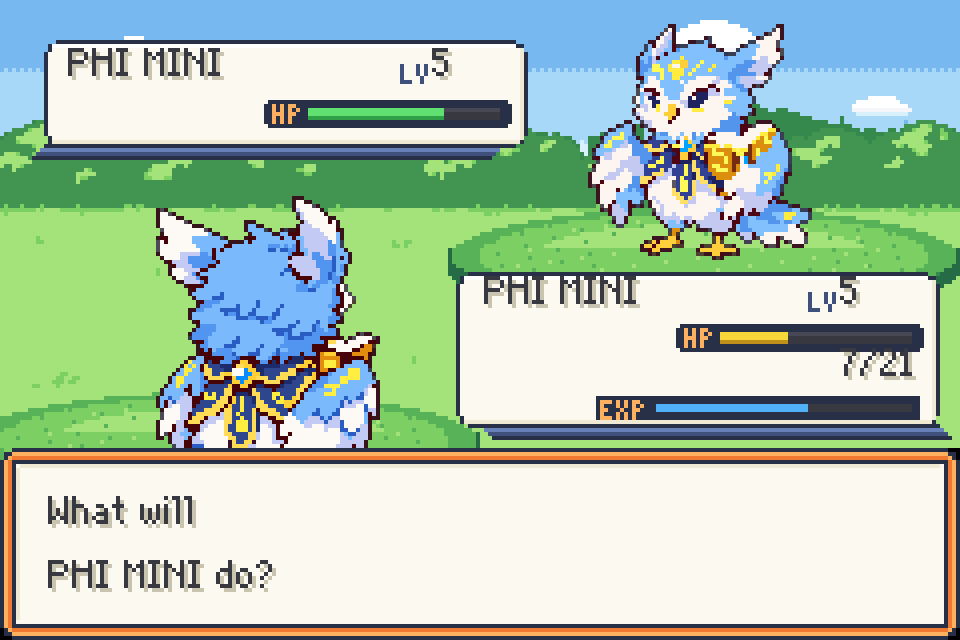 PHI MINI Lv5
HP
PHI MINI Lv5
HP
7/21
EXP
What will
PHI MINI do?